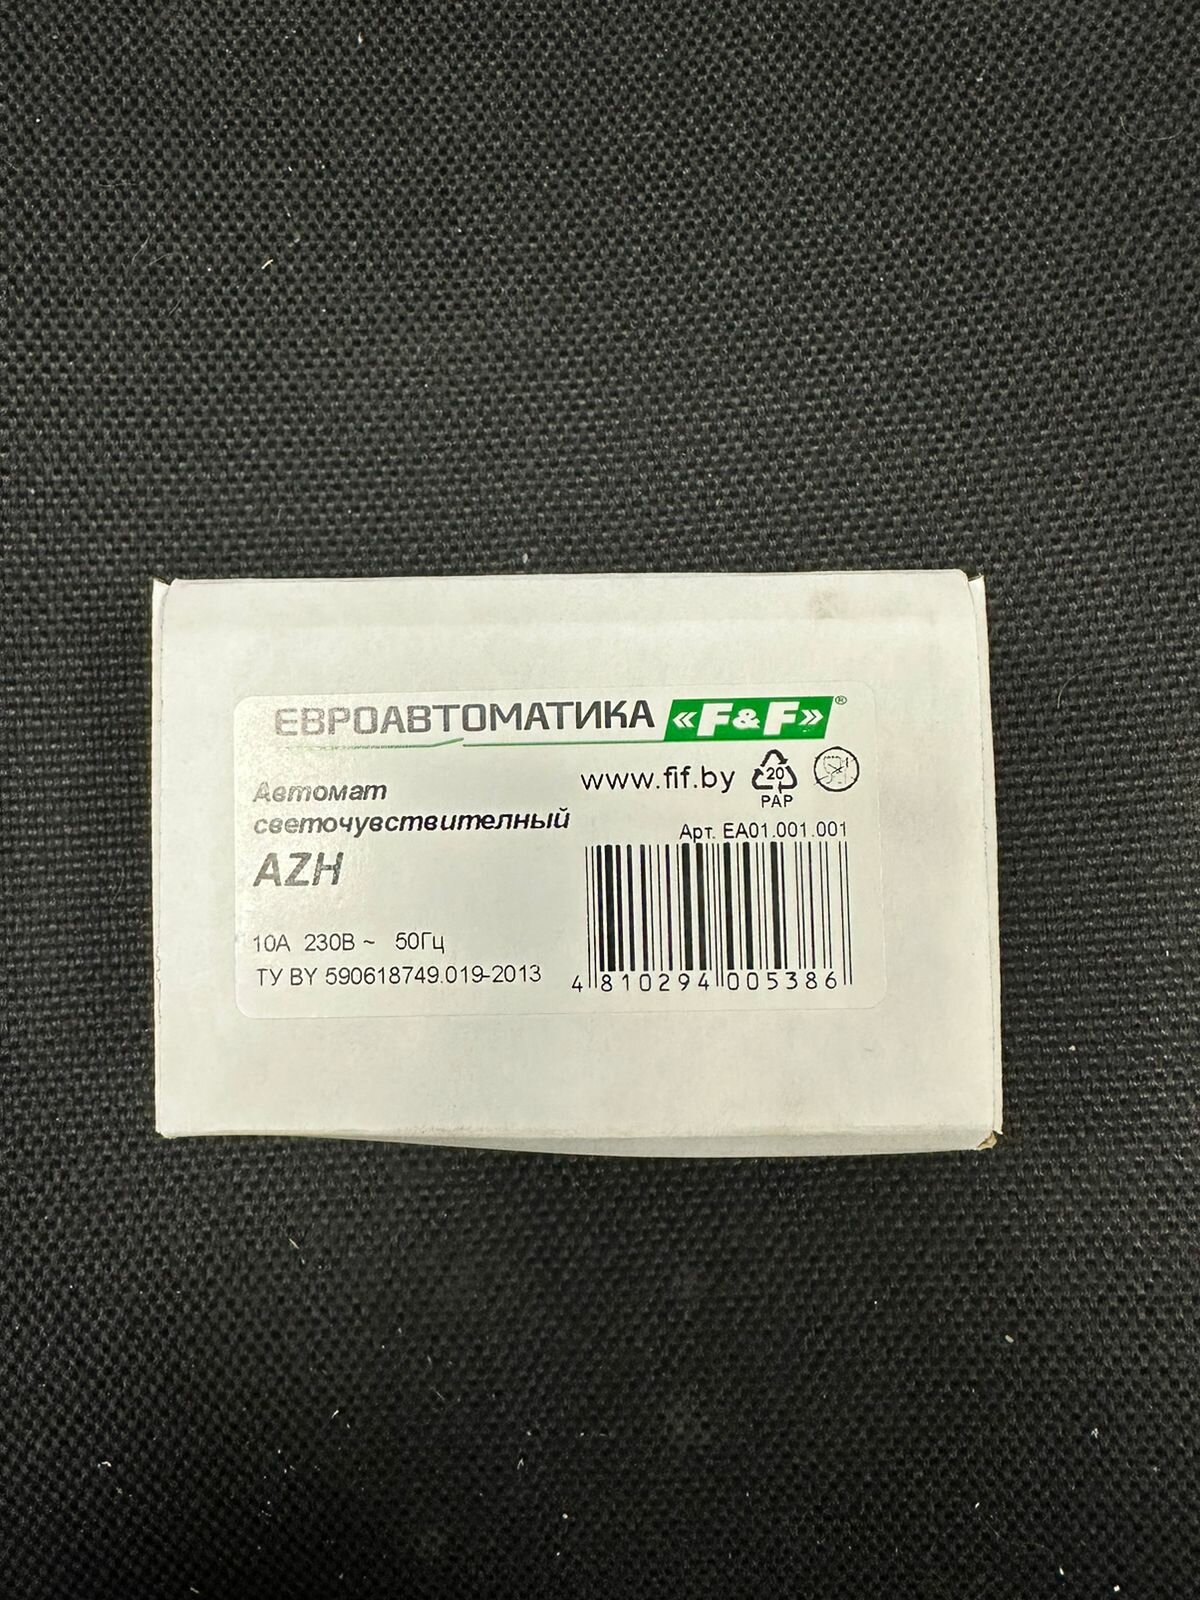 ЕВРОАВТОМАТИКА «F&F»®
www.fif.by
20
PAP
Автомат
светочувствителный
AZH
Арт. EA01.001.001
10А 230В ~ 50Гц
ТУ BY 590618749.019-2013
4 810294 005386